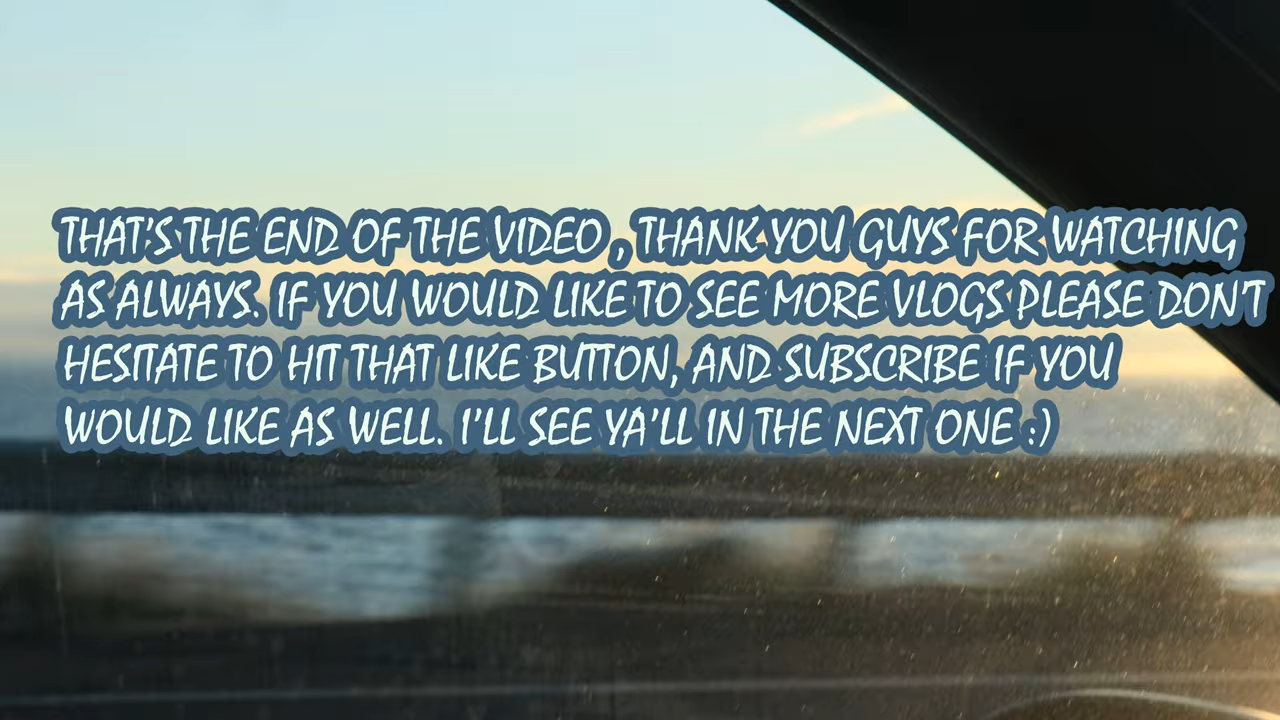 THAT'S THE END OF THE VIDEO , THANK YOU GUYS FOR WATCHING
AS ALWAYS. IF YOU WOULD LIKE TO SEE MORE VLOGS PLEASE DON'T
HESITATE TO HIT THAT LIKE BUTTON, AND SUBSCRIBE IF YOU
WOULD LIKE AS WELL. I'LL SEE YA'LL IN THE NEXT ONE :)